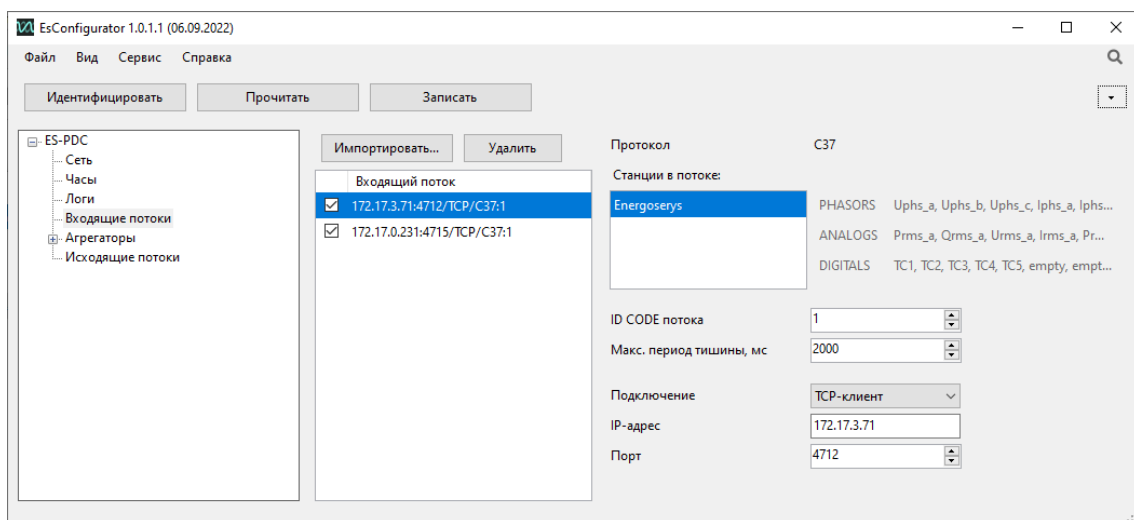 EsConfigurator 1.0.1.1 (06.09.2022)
Файл Вид Сервис Справка
Идентифицировать Прочитать Записать
ES-PDC
Сеть
Часы
Логи
Входящие потоки
Агрегаторы
Исходящие потоки
Импортировать... Удалить
Входящий поток
172.17.3.71:4712/TCP/C37:1
172.17.0.231:4715/TCP/C37:1
Протокол C37
Станции в потоке:
Energoserys
PHASORS Uphs_a, Uphs_b, Uphs_c, Iphs_a, Iphs...
ANALOGS Prms_a, Qrms_a, Urms_a, Irms_a, Pr...
DIGITALS TC1, TC2, TC3, TC4, TC5, empty, empt...
ID CODE потока 1
Макс. период тишины, мс 2000
Подключение TCP-клиент
IP-адрес 172.17.3.71
Порт 4712